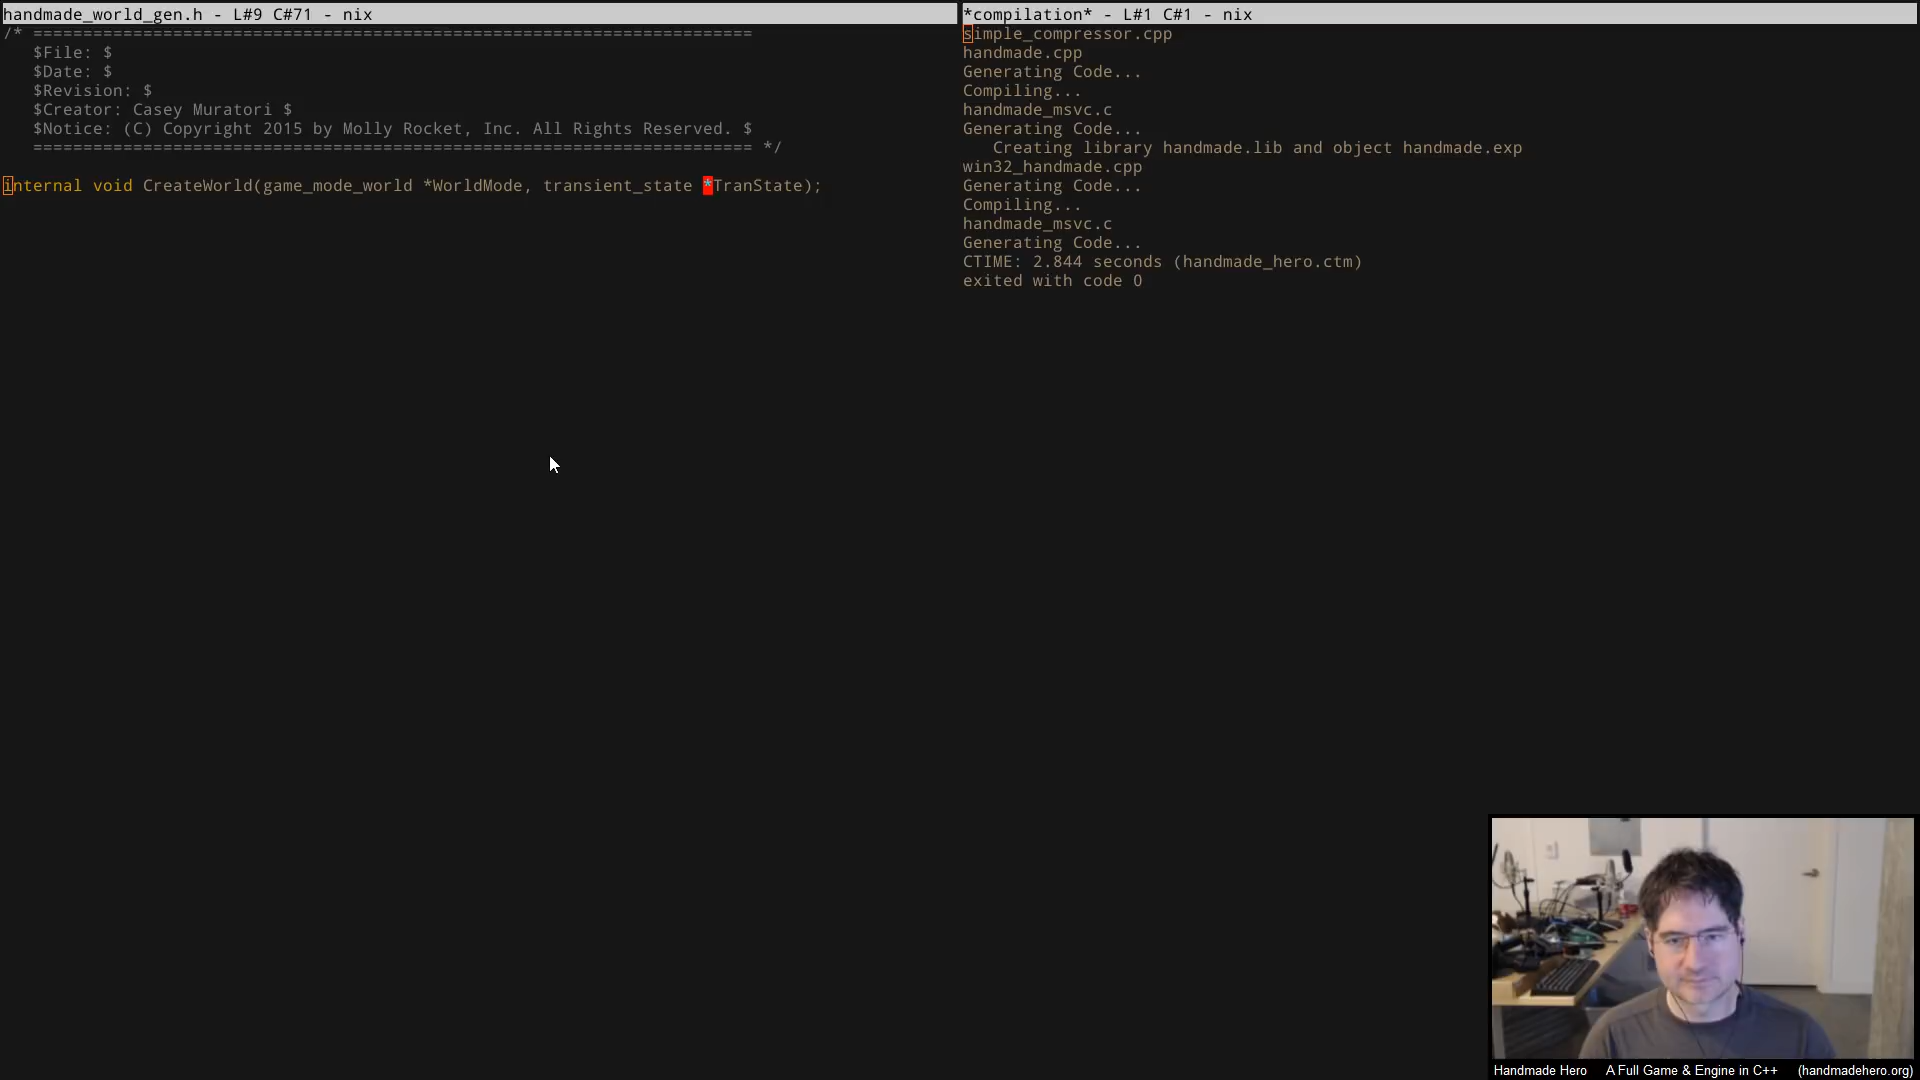 handmade_world_gen.h - L#9 C#71 - nix
/* ========================================================================
$File: $
$Date: $
$Revision: $
$Creator: Casey Muratori $
$Notice: (C) Copyright 2015 by Molly Rocket, Inc. All Rights Reserved. $
======================================================================== */
internal void CreateWorld(game_mode_world *WorldMode, transient_state *TranState);
*compilation* - L#1 C#1 - nix
simple_compressor.cpp
handmade.cpp
Generating Code...
Compiling...
handmade_msvc.c
Generating Code...
Creating library handmade.lib and object handmade.exp
win32_handmade.cpp
Generating Code...
Compiling...
handmade_msvc.c
Generating Code...
CTIME: 2.844 seconds (handmade_hero.ctm)
exited with code 0
Handmade Hero A Full Game & Engine in C++ (handmadehero.org)